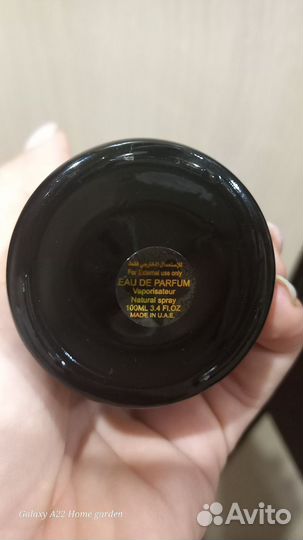 للإستعمال الخارجي فقط
For External use only
EAU DE PARFUM
Vaporisateur
Natural spray
100ML 3.4 Fl.OZ
MADE IN U.A.E.
Galaxy A22 Home garden
Avito